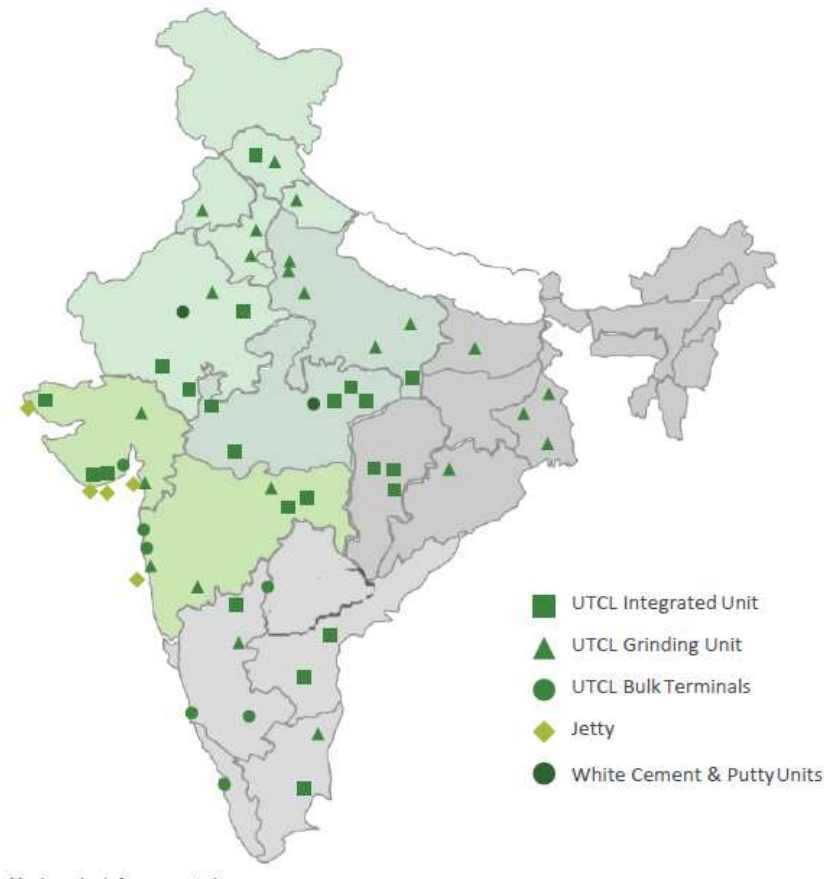 UTCL Integrated Unit
UTCL Grinding Unit
UTCL Bulk Terminals
Jetty
White Cement & Putty Units